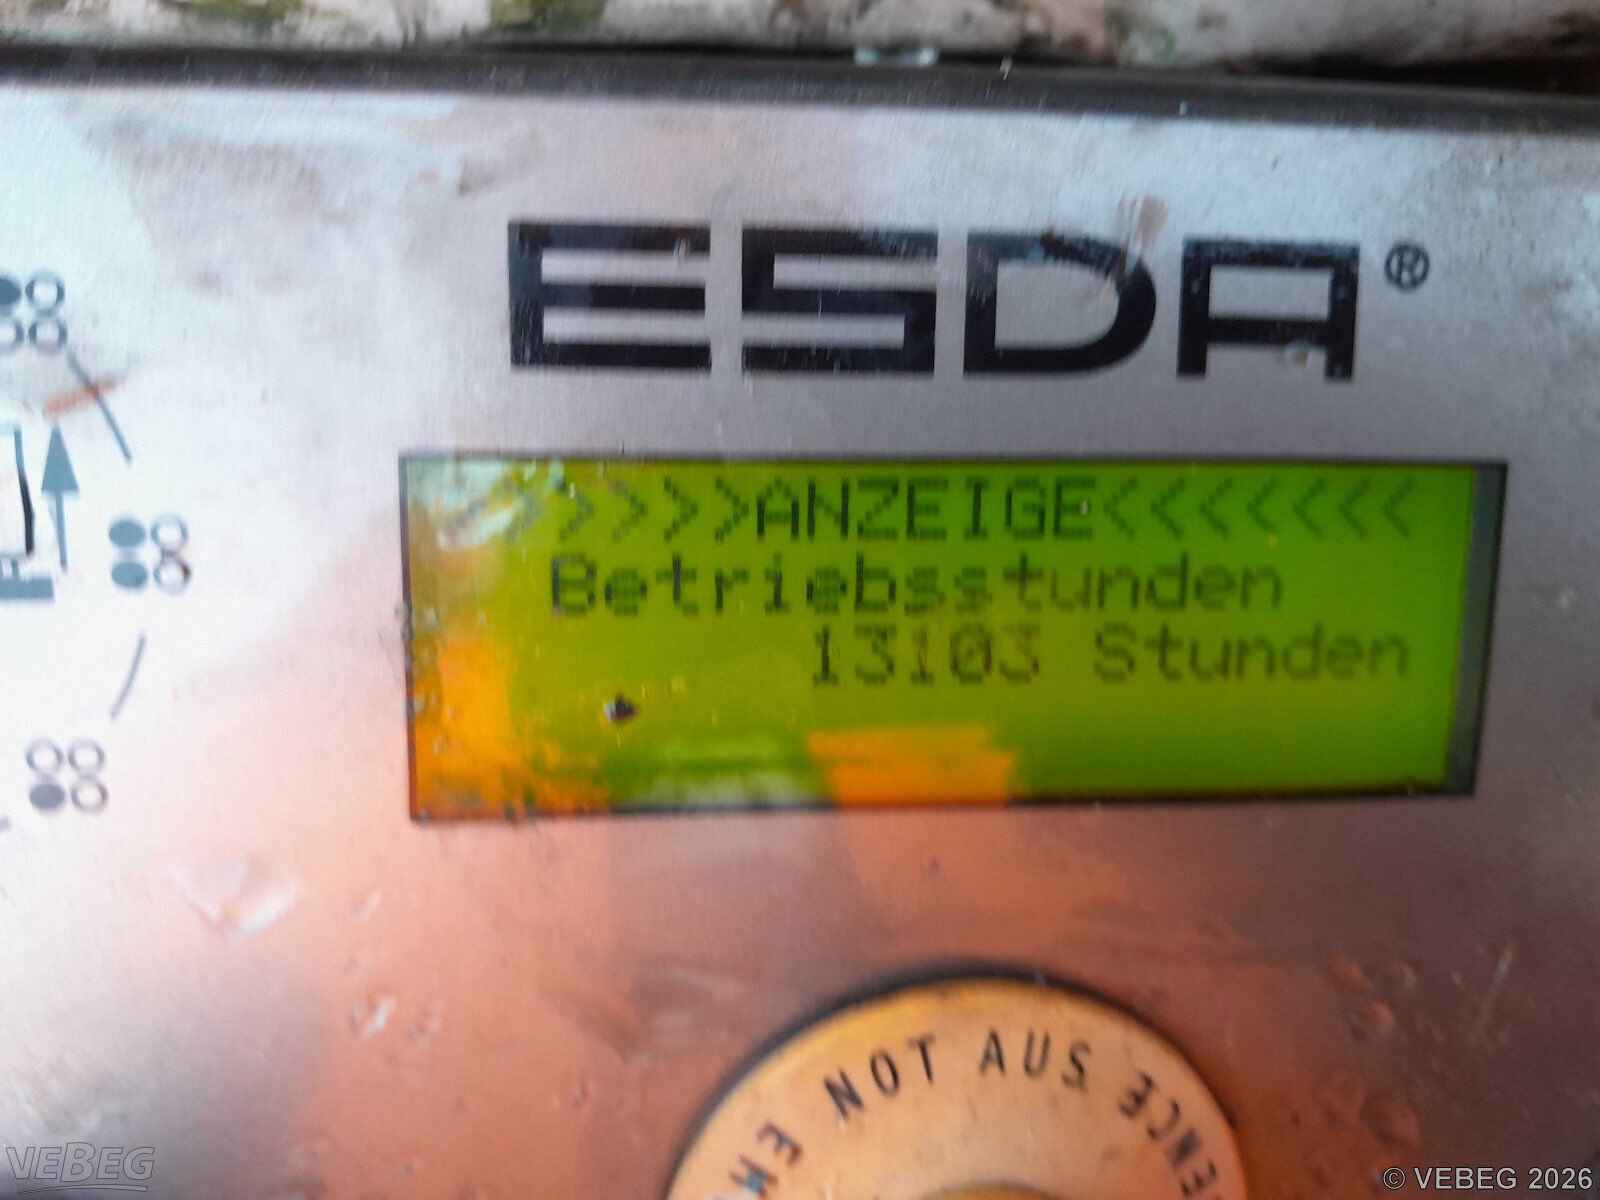 ESDA®
>>>>>>ANZEIGE<<<<<<<
Betriebsstunden
13103 Stunden
NOT AUS
VEBEG
© VEBEG 2026